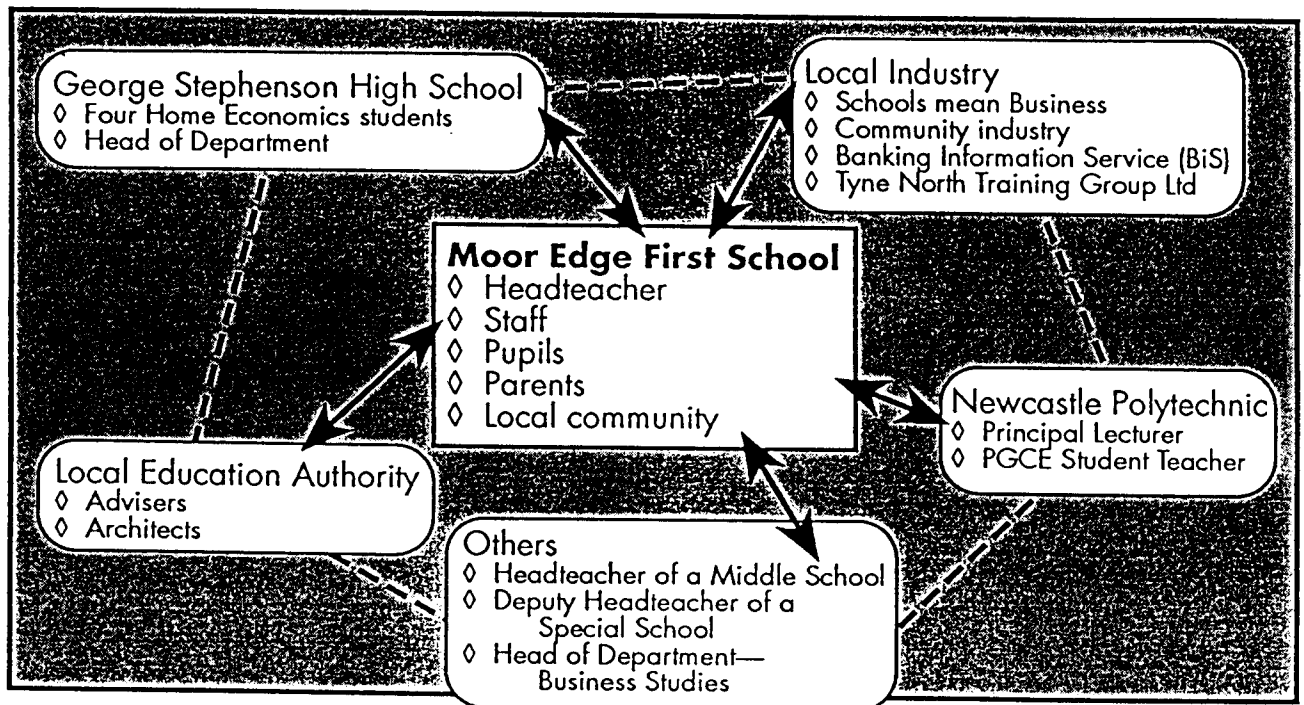 George Stephenson High School
◊ Four Home Economics students
◊ Head of Department
Local Industry
◊ Schools mean Business
◊ Community industry
◊ Banking Information Service (BiS)
◊ Tyne North Training Group Ltd
Moor Edge First School
◊ Headteacher
◊ Staff
◊ Pupils
◊ Parents
◊ Local community
Newcastle Polytechnic
◊ Principal Lecturer
◊ PGCE Student Teacher
Local Education Authority
◊ Advisers
◊ Architects
Others
◊ Headteacher of a Middle School
◊ Deputy Headteacher of a
Special School
◊ Head of Department—
Business Studies